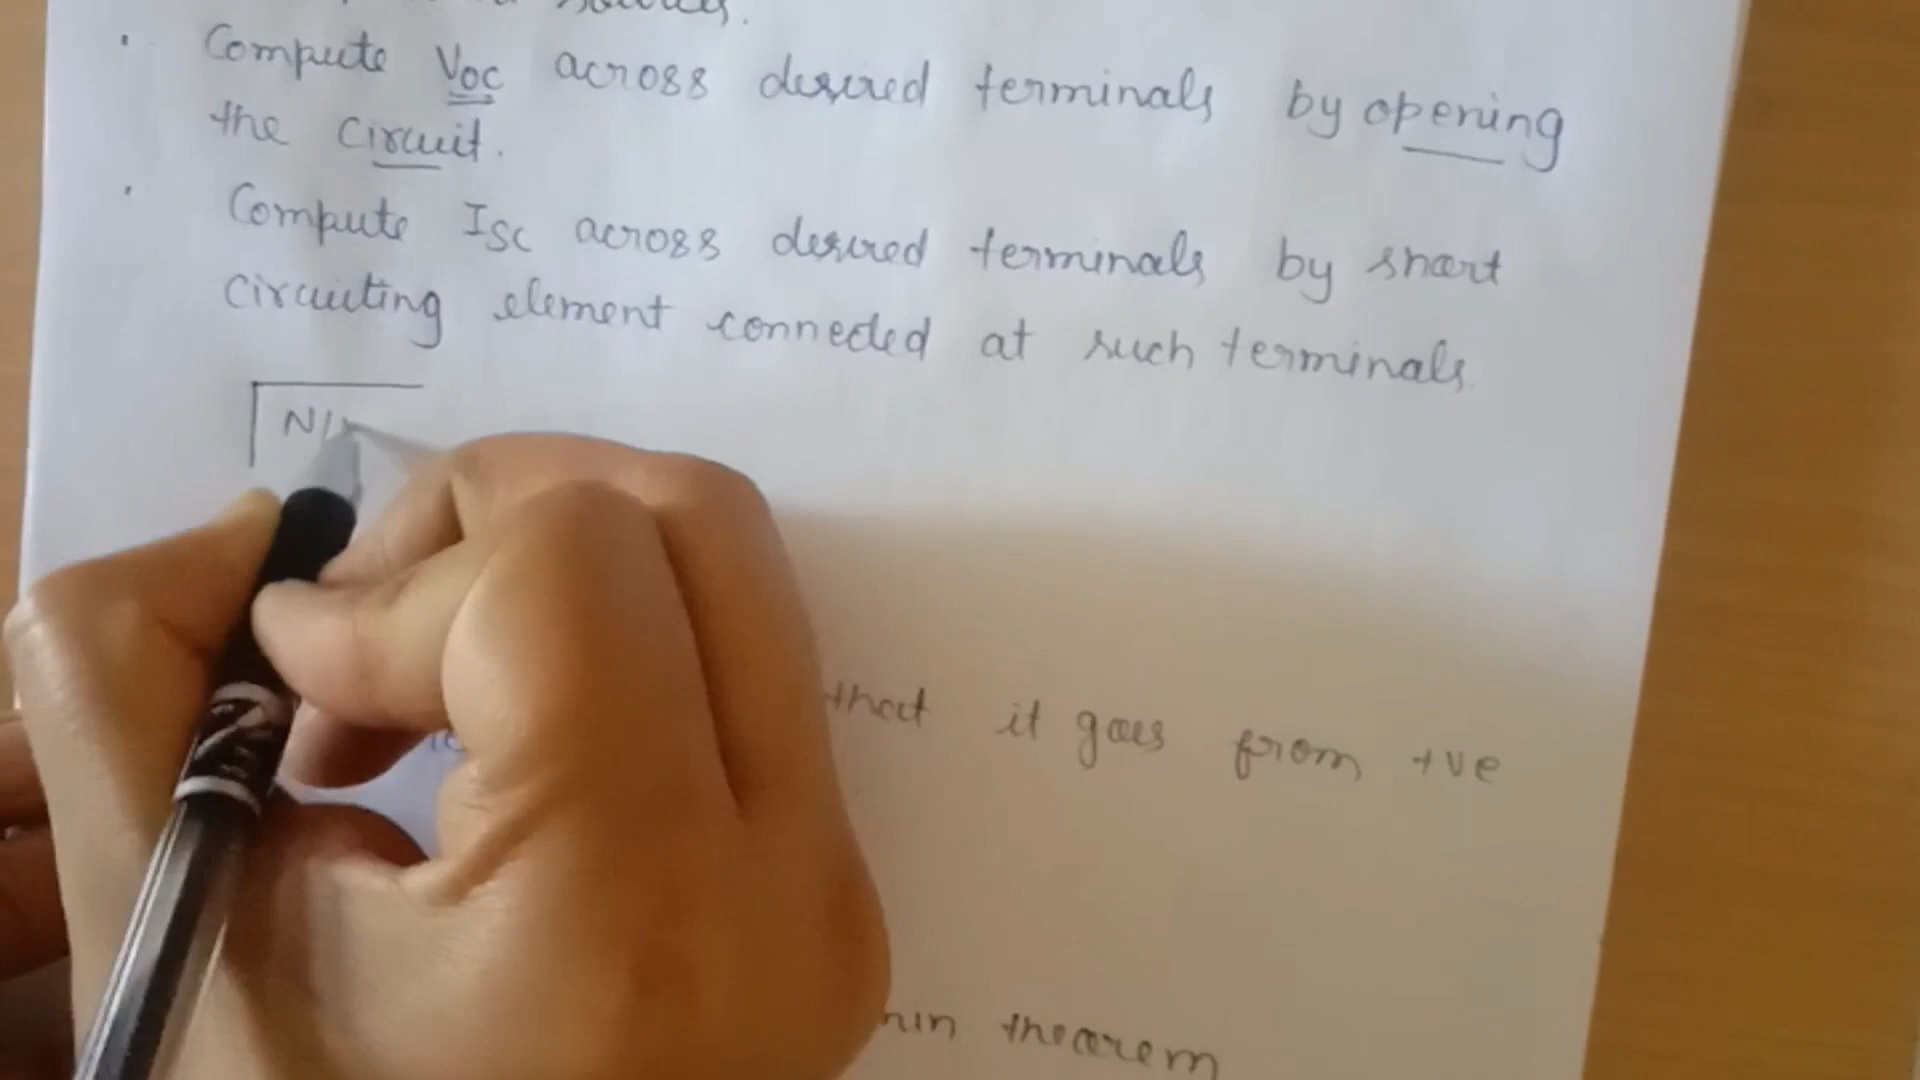 Compute Voc across desired terminals by opening
the circuit.
Compute Isc across desired terminals by short
circuiting element connected at such terminals.
that it goes from +ve
theorem